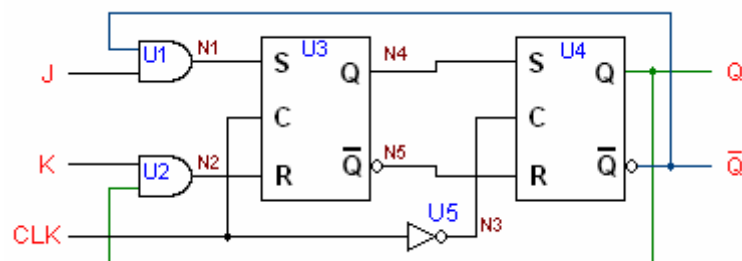 U1 N1 U3 N4 U4
J S Q S Q Q
C C
K U2 N2 R Q̅ N5 R Q̅ Q̅
CLK U5 N3